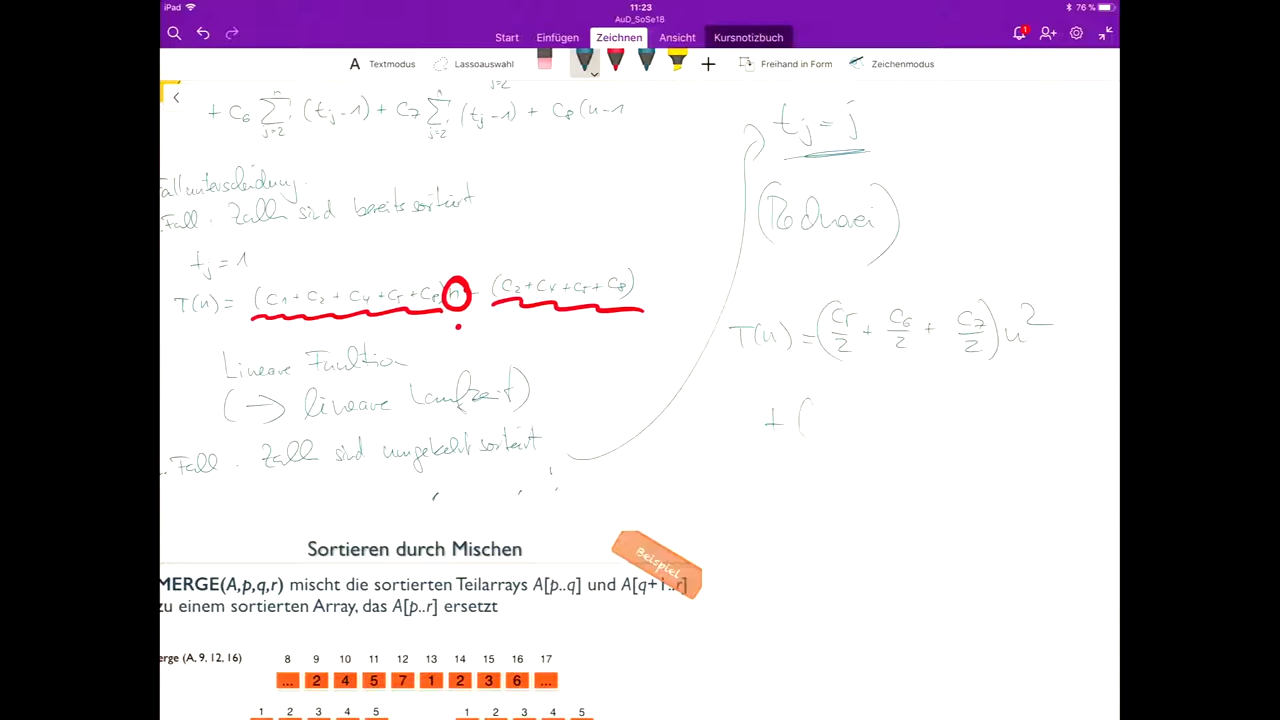 iPad 11:23 76 %
AuD_SoSe18
Start Einfügen Zeichnen Ansicht Kursnotizbuch
A Textmodus Lassoauswahl Freihand in Form Zeichenmodus
j=2
+ C6 Σ (tj - 1) + C7 Σ (tj - 1) + C8 (n-1
n j=2 n j=2
Fallunterscheidung
Fall. Zahlen sind bereits sortiert
tj = 1
T(n) = (C1 + C2 + C4 + C5 + C8) n - (C2 + C4 + C5 + C8)
Lineare Funktion
(→ lineare Laufzeit)
. Fall. Zahlen sind umgekehrt sortiert
tj = j
T(n) = (C5/2 + C6/2 + C7/2) n²
+ (
Sortieren durch Mischen
Beispiel
MERGE(A,p,q,r) mischt die sortierten Teilarrays A[p..q] und A[q+1..r]
zu einem sortierten Array, das A[p..r] ersetzt
erge (A, 9, 12, 16) 8 9 10 11 12 13 14 15 16 17
... 2 4 5 7 1 2 3 6 ...
1 2 3 4 5 1 2 3 4 5